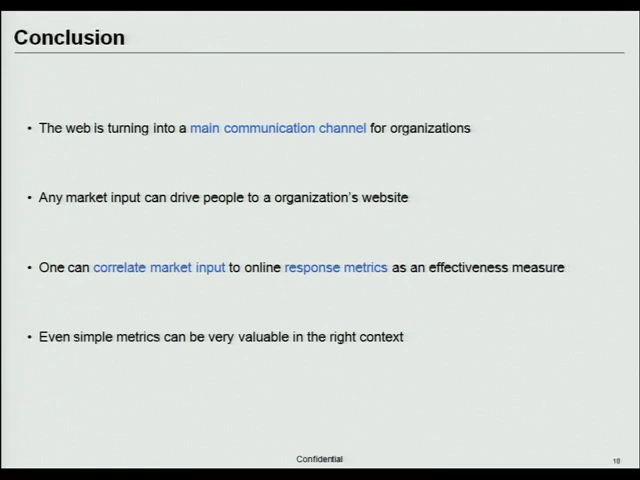 Conclusion
• The web is turning into a main communication channel for organizations
• Any market input can drive people to a organization's website
• One can correlate market input to online response metrics as an effectiveness measure
• Even simple metrics can be very valuable in the right context
Confidential
18